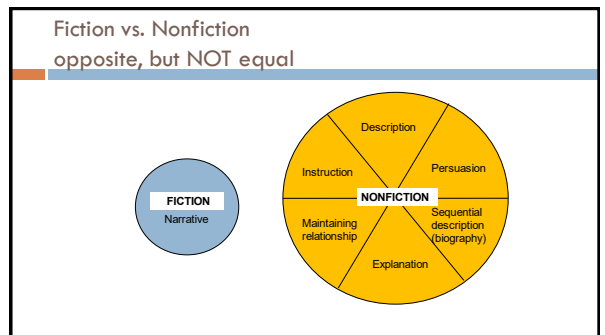 Fiction vs. Nonfiction
opposite, but NOT equal
Description
Instruction
Persuasion
FICTION
Narrative
NONFICTION
Maintaining
relationship
Sequential
description
(biography)
Explanation